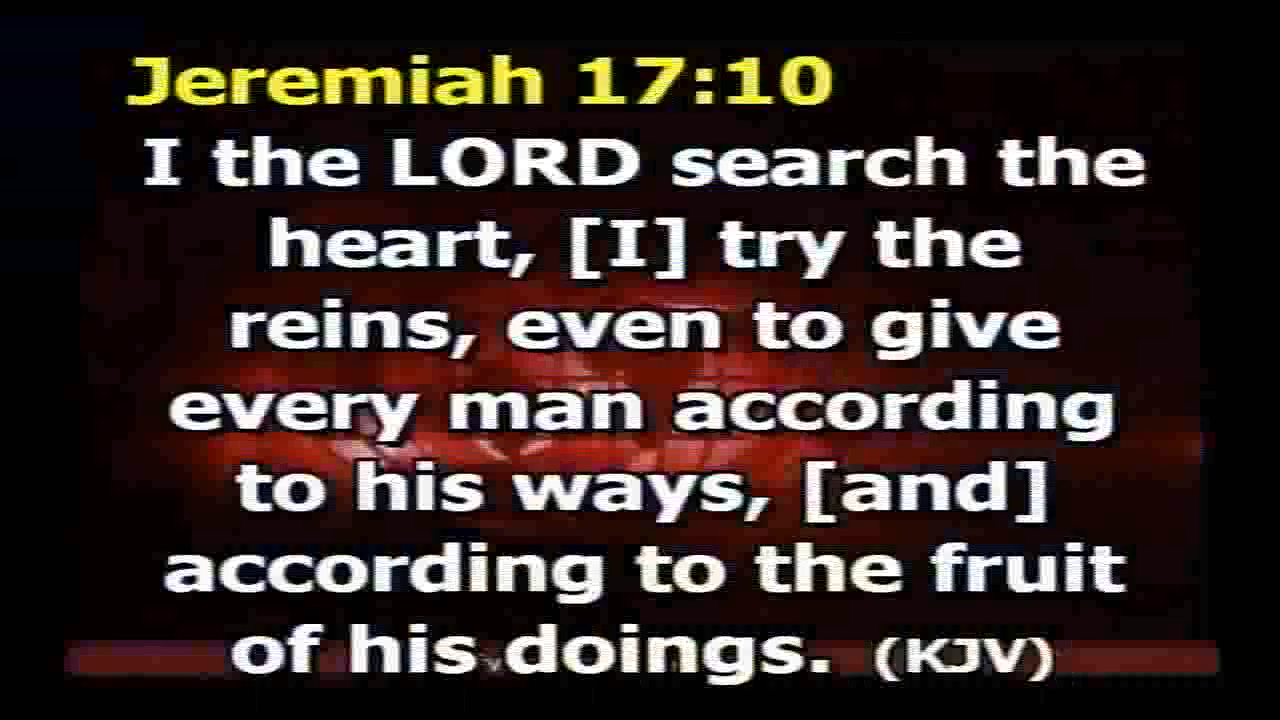 Jeremiah 17:10
I the LORD search the
heart, [I] try the
reins, even to give
every man according
to his ways, [and]
according to the fruit
of his doings. (KJV)